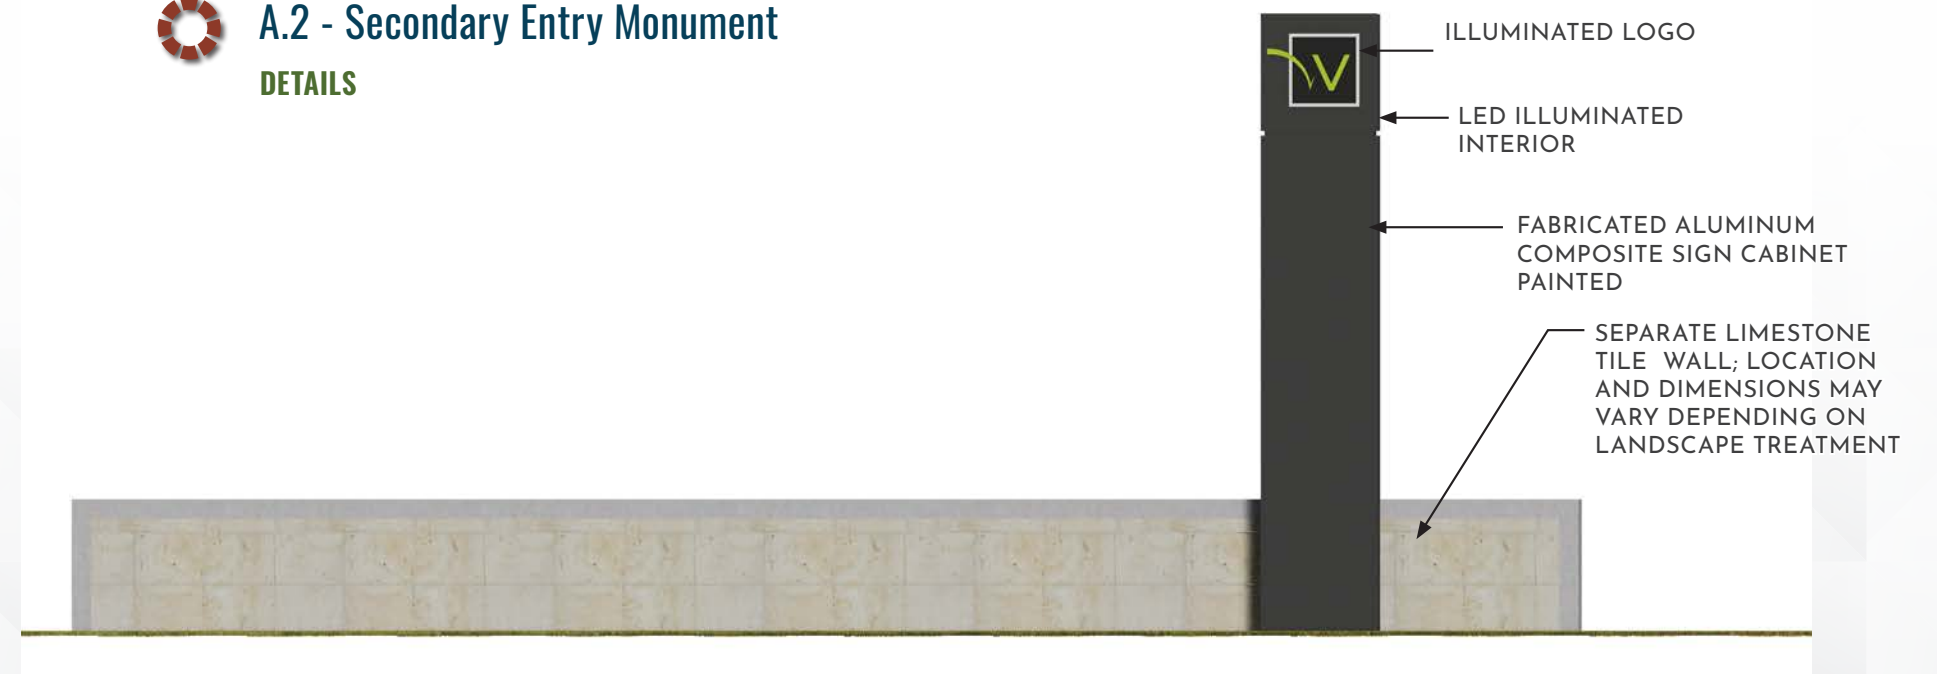 A.2 - Secondary Entry Monument
DETAILS
V
ILLUMINATED LOGO
LED ILLUMINATED
INTERIOR
FABRICATED ALUMINUM
COMPOSITE SIGN CABINET
PAINTED
SEPARATE LIMESTONE
TILE  WALL; LOCATION
AND DIMENSIONS MAY
VARY DEPENDING ON
LANDSCAPE TREATMENT